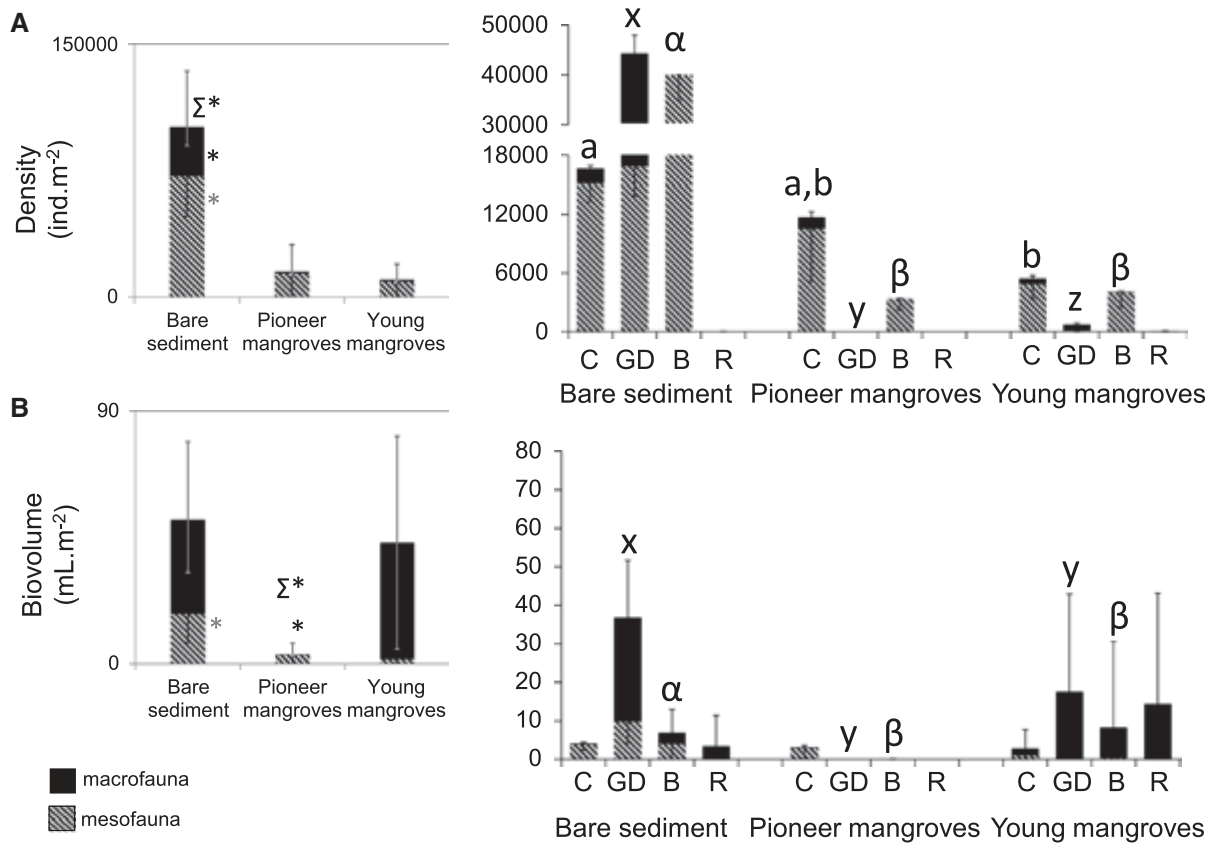 A
150000
Density
(ind.m-2)
0
Σ*
*
*
Bare
sediment
Pioneer
mangroves
Young
mangroves
50000
40000
30000
18000
12000
6000
0
a
x
α
a,b
y
β
b
z
β
C GD B R
C GD B R
C GD B R
Bare sediment
Pioneer mangroves
Young mangroves
B
90
Biovolume
(mL.m-2)
0
*
Σ*
*
Bare
sediment
Pioneer
mangroves
Young
mangroves
80
70
60
50
40
30
20
10
0
x
α
y
β
y
β
C GD B R
C GD B R
C GD B R
Bare sediment
Pioneer mangroves
Young mangroves
macrofauna
mesofauna